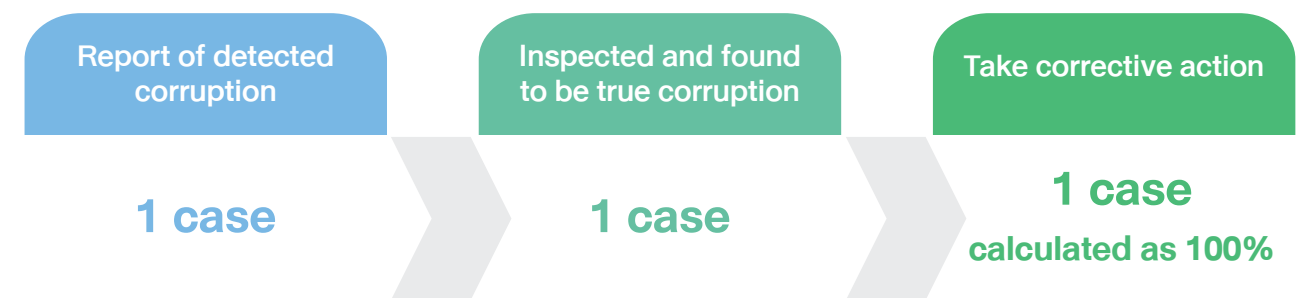 Report of detected
corruption
1 case
Inspected and found
to be true corruption
1 case
Take corrective action
1 case
calculated as 100%